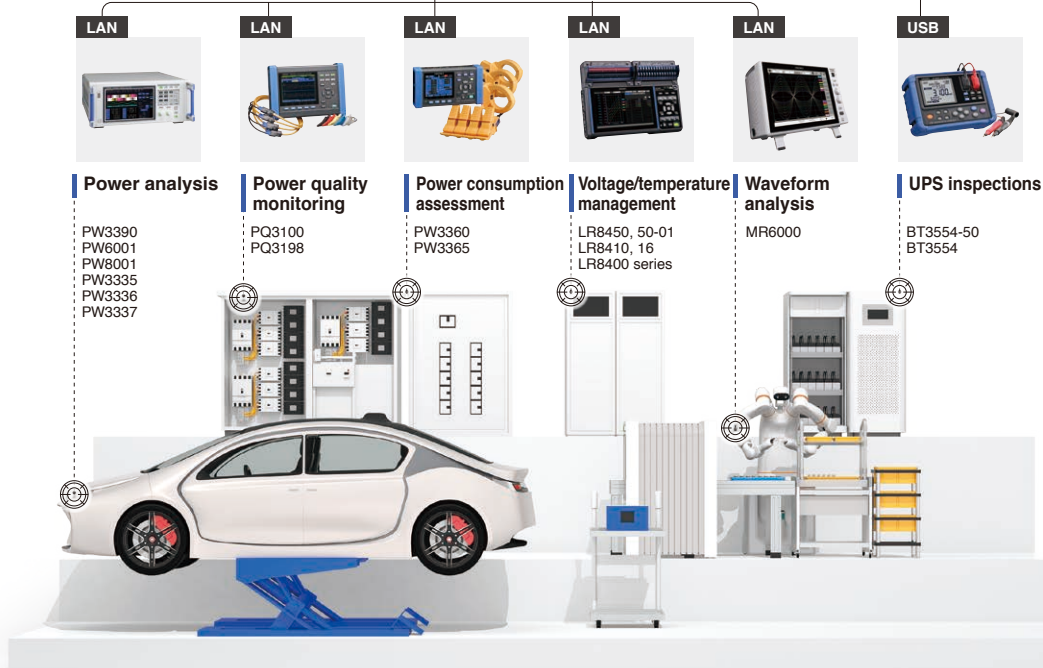 LAN
LAN
LAN
LAN
LAN
USB
Power analysis
PW3390
PW6001
PW8001
PW3335
PW3336
PW3337
Power quality
monitoring
PQ3100
PQ3198
Power consumption
assessment
PW3360
PW3365
Voltage/temperature
management
LR8450, 50-01
LR8410, 16
LR8400 series
Waveform
analysis
MR6000
UPS inspections
BT3554-50
BT3554